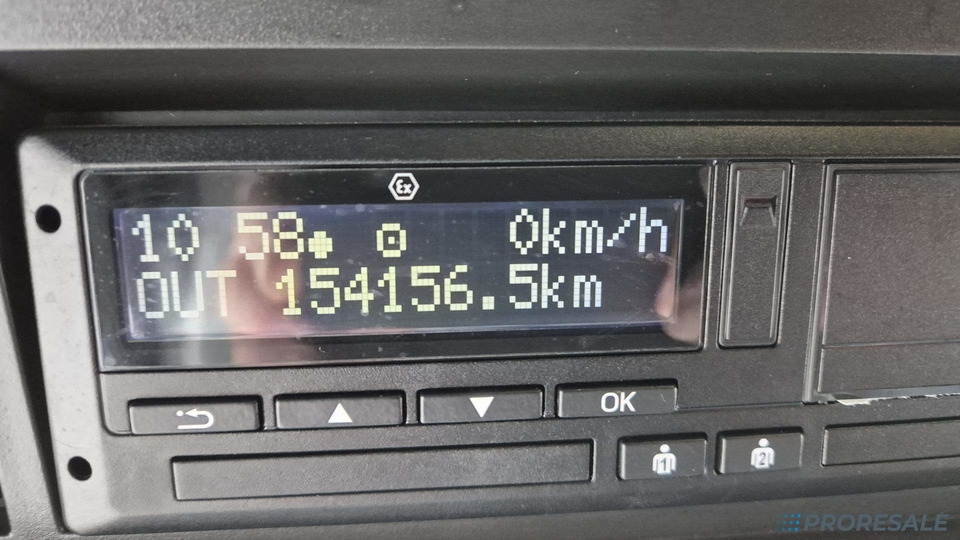 Ex
10 58 0km/h
OUT 154156.5km
OK
1 2
PRORESALE